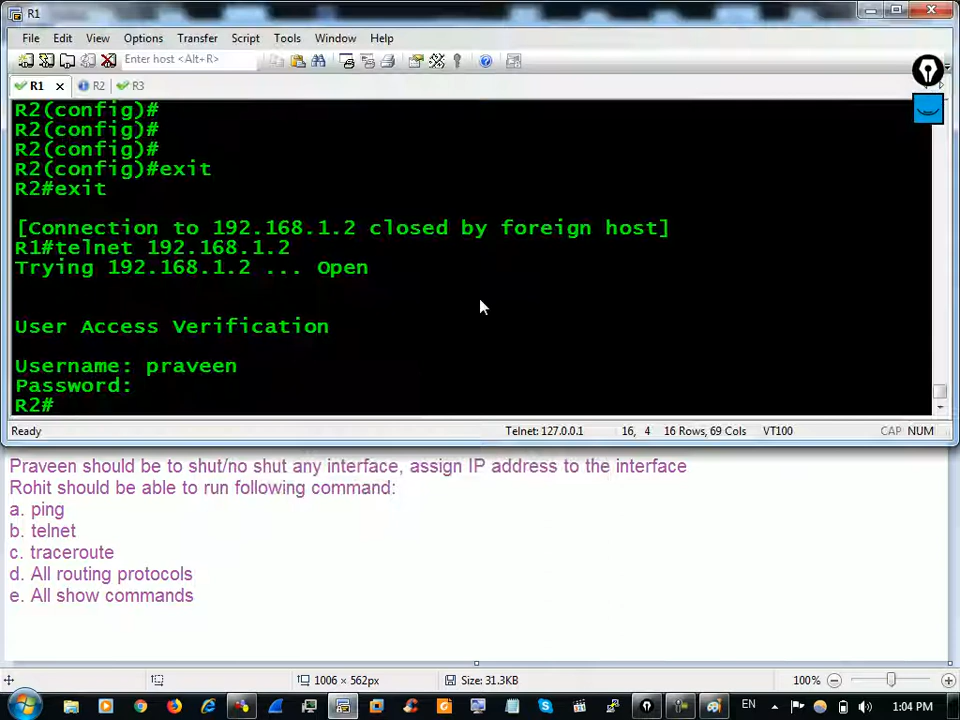 R1
File Edit View Options Transfer Script Tools Window Help
Enter host <Alt+R>
R1 R2 R3
R2(config)#
R2(config)#
R2(config)#
R2(config)#exit
R2#exit
[Connection to 192.168.1.2 closed by foreign host]
R1#telnet 192.168.1.2
Trying 192.168.1.2 ... Open
User Access Verification
Username: praveen
Password:
R2#
Ready Telnet: 127.0.0.1 16, 4 16 Rows, 69 Cols VT100 CAP NUM
Praveen should be to shut/no shut any interface, assign IP address to the interface
Rohit should be able to run following command:
a. ping
b. telnet
c. traceroute
d. All routing protocols
e. All show commands
1006 × 562px Size: 31.3KB 100%
EN 1:04 PM